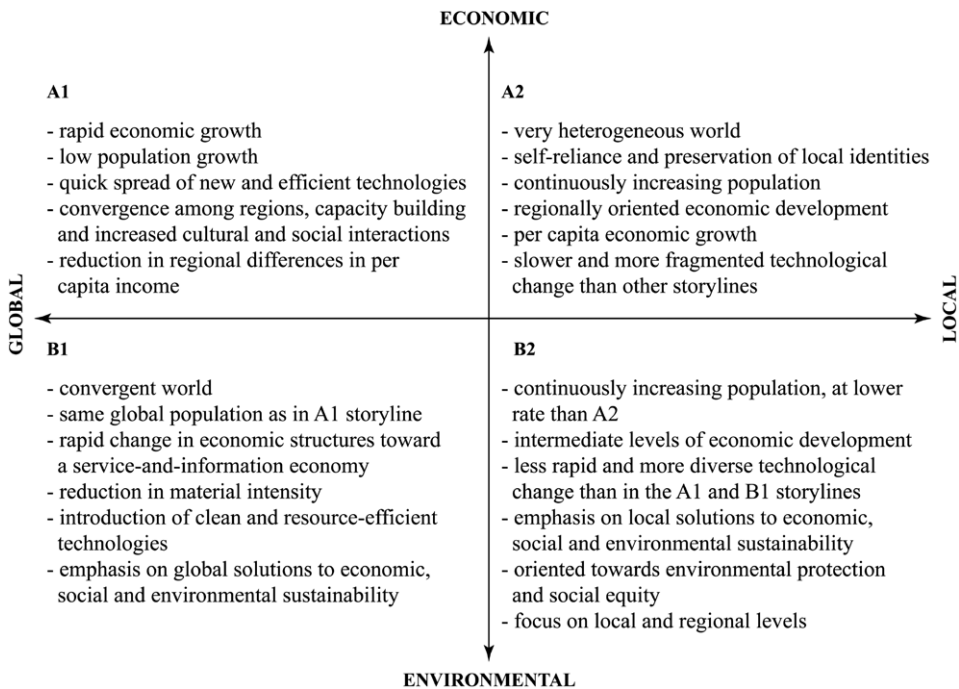 ECONOMIC
A1
- rapid economic growth
- low population growth
- quick spread of new and efficient technologies
- convergence among regions, capacity building
and increased cultural and social interactions
- reduction in regional differences in per
capita income
A2
- very heterogeneous world
- self-reliance and preservation of local identities
- continuously increasing population
- regionally oriented economic development
- per capita economic growth
- slower and more fragmented technological
change than other storylines
GLOBAL
LOCAL
B1
- convergent world
- same global population as in A1 storyline
- rapid change in economic structures toward
a service-and-information economy
- reduction in material intensity
- introduction of clean and resource-efficient
technologies
- emphasis on global solutions to economic,
social and environmental sustainability
B2
- continuously increasing population, at lower
rate than A2
- intermediate levels of economic development
- less rapid and more diverse technological
change than in the A1 and B1 storylines
- emphasis on local solutions to economic,
social and environmental sustainability
- oriented towards environmental protection
and social equity
- focus on local and regional levels
ENVIRONMENTAL